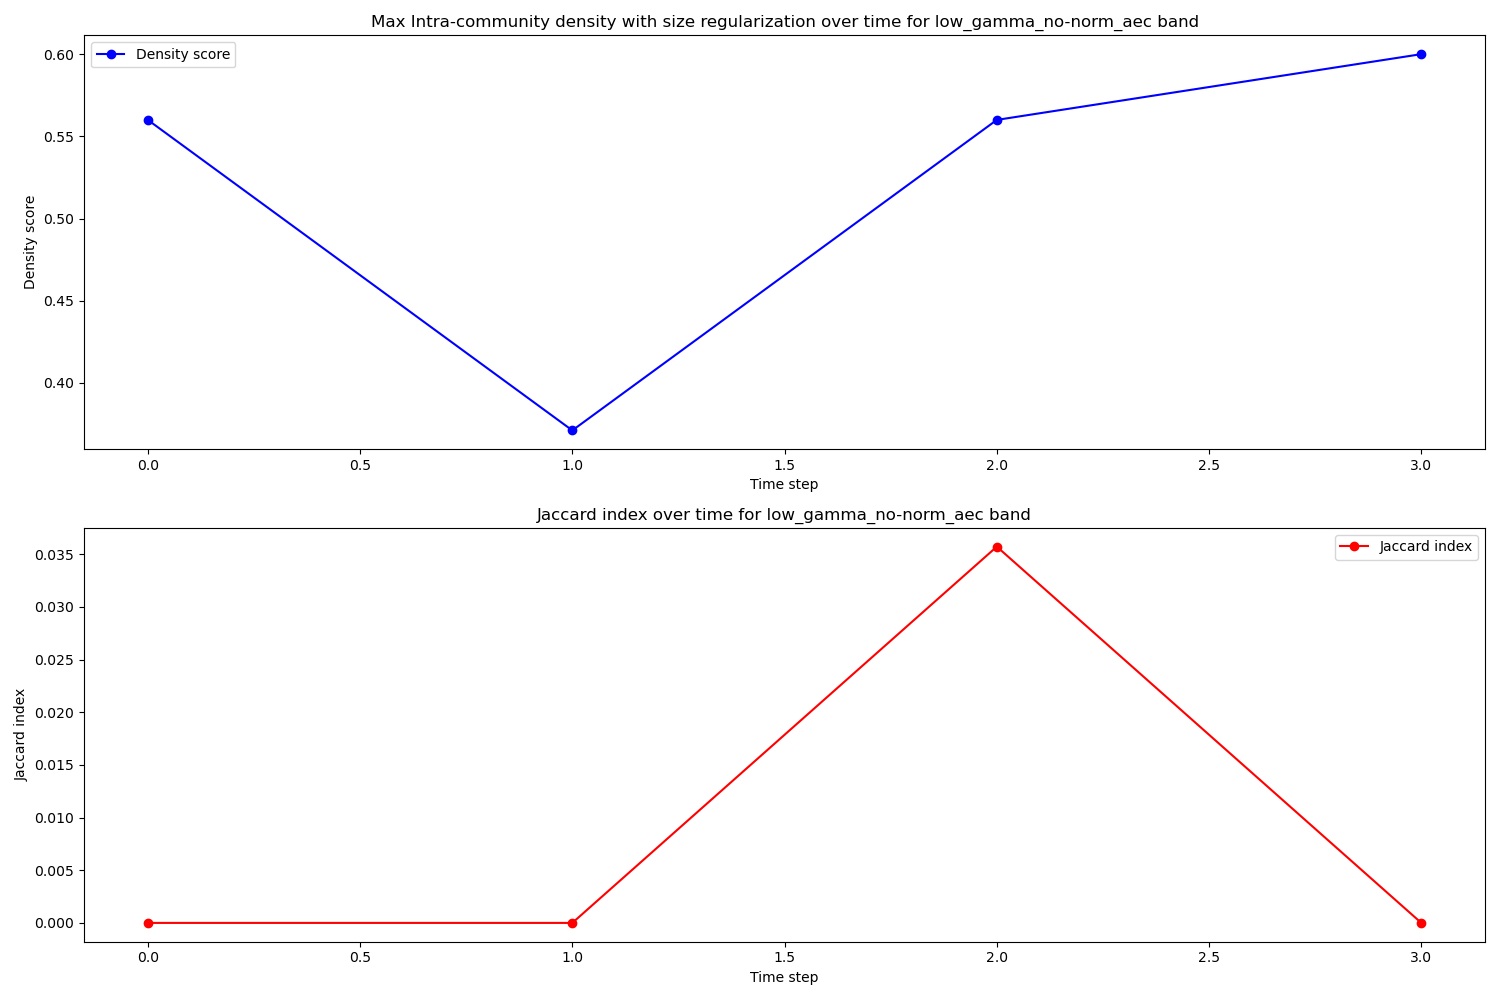 Max Intra-community density with size regularization over time for low_gamma_no-norm_aec band
Density score
Density score
0.60
0.55
0.50
0.45
0.40
0.0 0.5 1.0 1.5 2.0 2.5 3.0
Time step
Jaccard index over time for low_gamma_no-norm_aec band
Jaccard index
Jaccard index
0.035
0.030
0.025
0.020
0.015
0.010
0.005
0.000
0.0 0.5 1.0 1.5 2.0 2.5 3.0
Time step